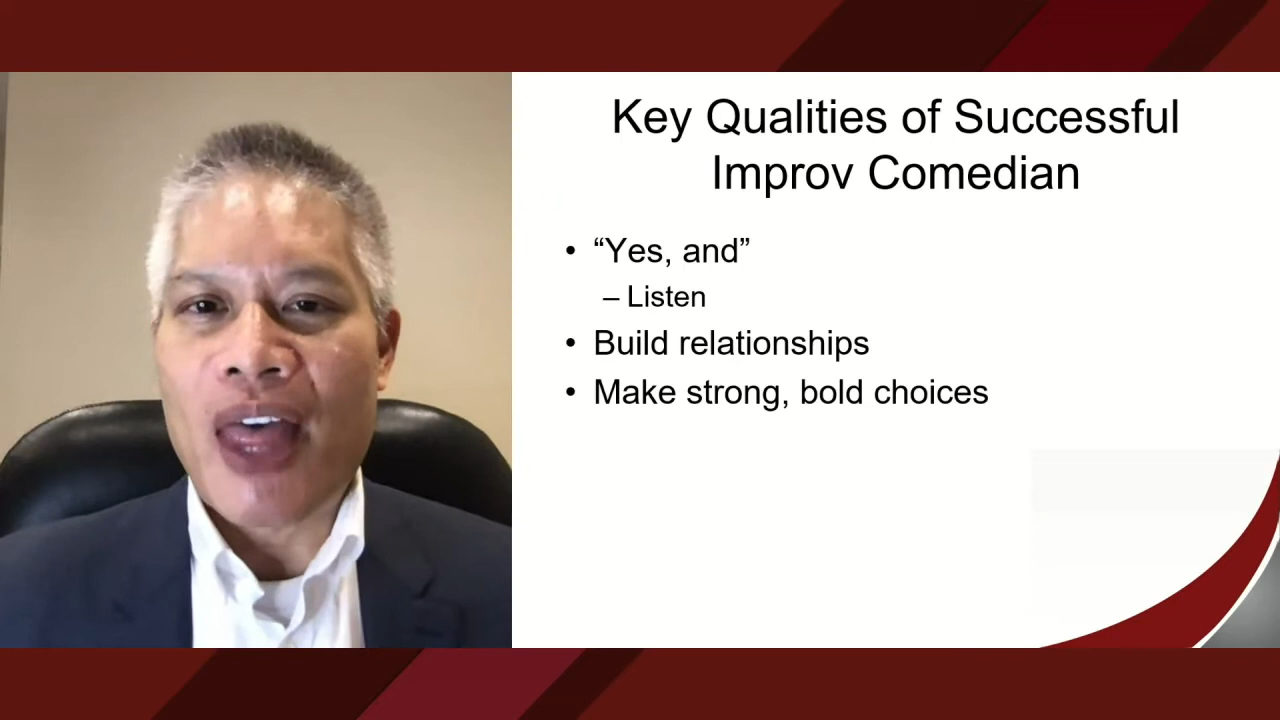 Key Qualities of Successful
Improv Comedian
• “Yes, and”
– Listen
• Build relationships
• Make strong, bold choices